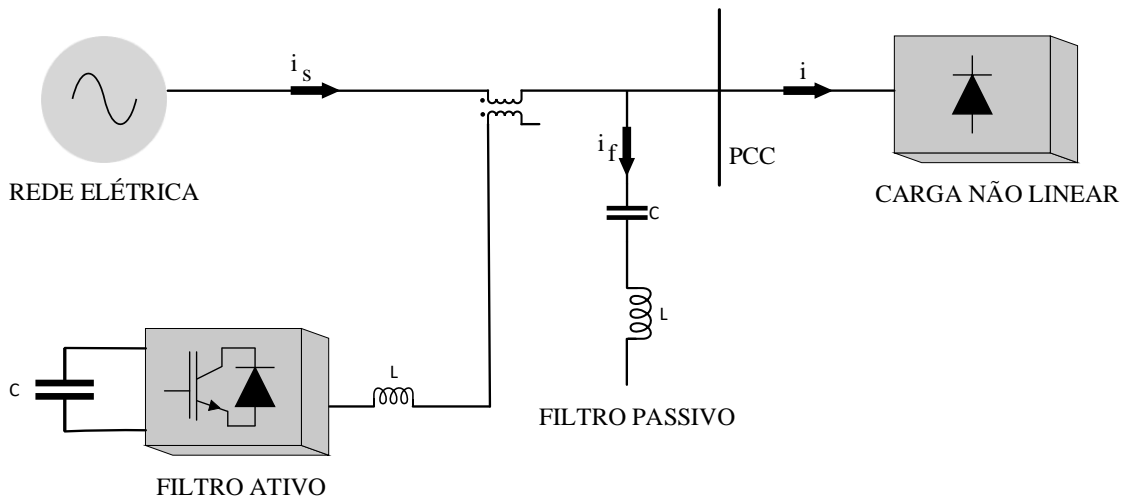 i s
i
i f
PCC
REDE ELÉTRICA
CARGA NÃO LINEAR
C
L
C
L
FILTRO PASSIVO
FILTRO ATIVO